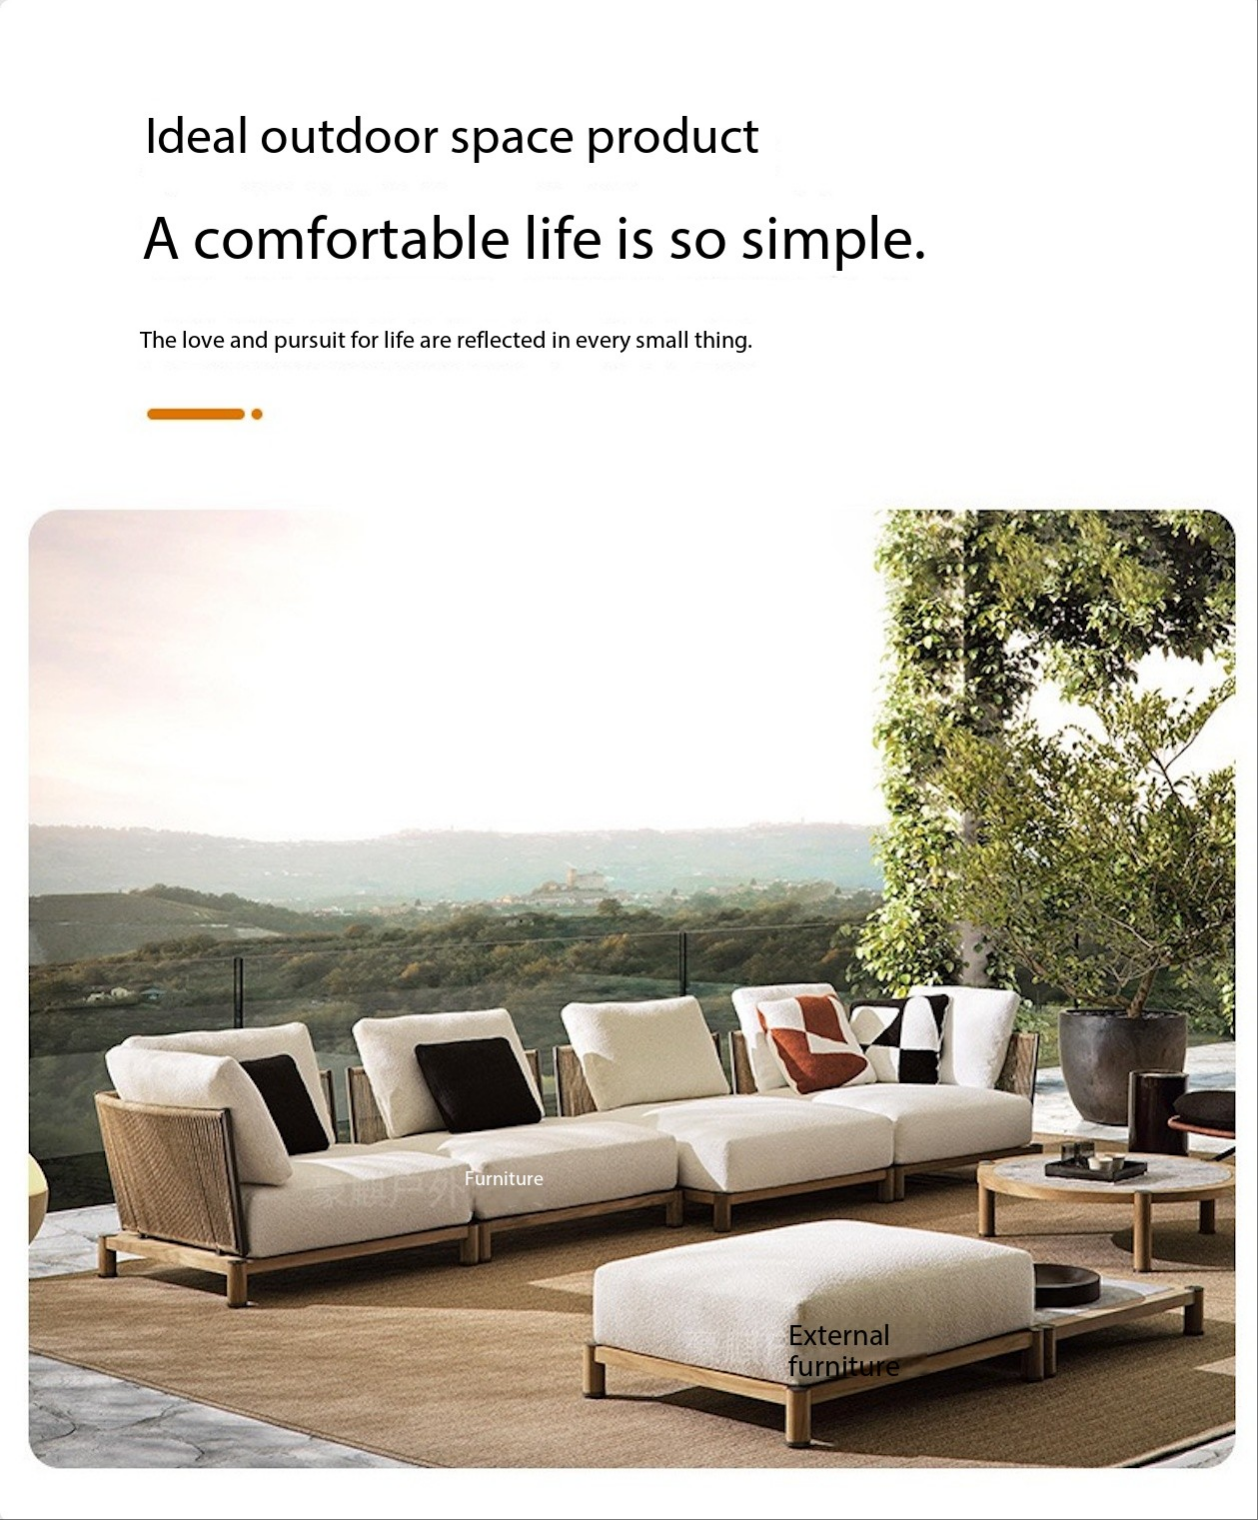 Ideal outdoor space product
A comfortable life is so simple.
The love and pursuit for life are reflected in every small thing.
Furniture
External
furniture